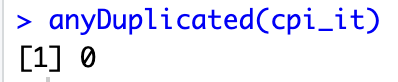 > anyDuplicated(cpi_it)
[1] 0